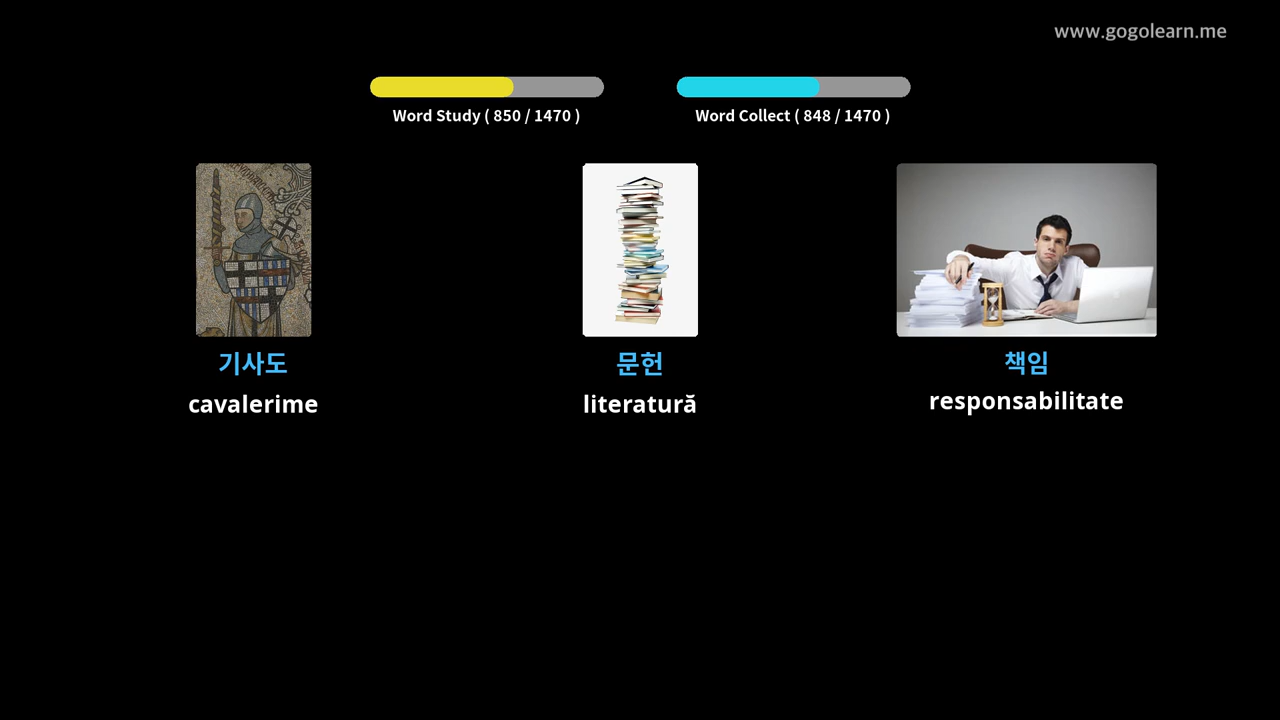 www.gogolearn.me
Word Study ( 850 / 1470 )
Word Collect ( 848 / 1470 )
기사도
문헌
책임
cavalerime
literatură
responsabilitate